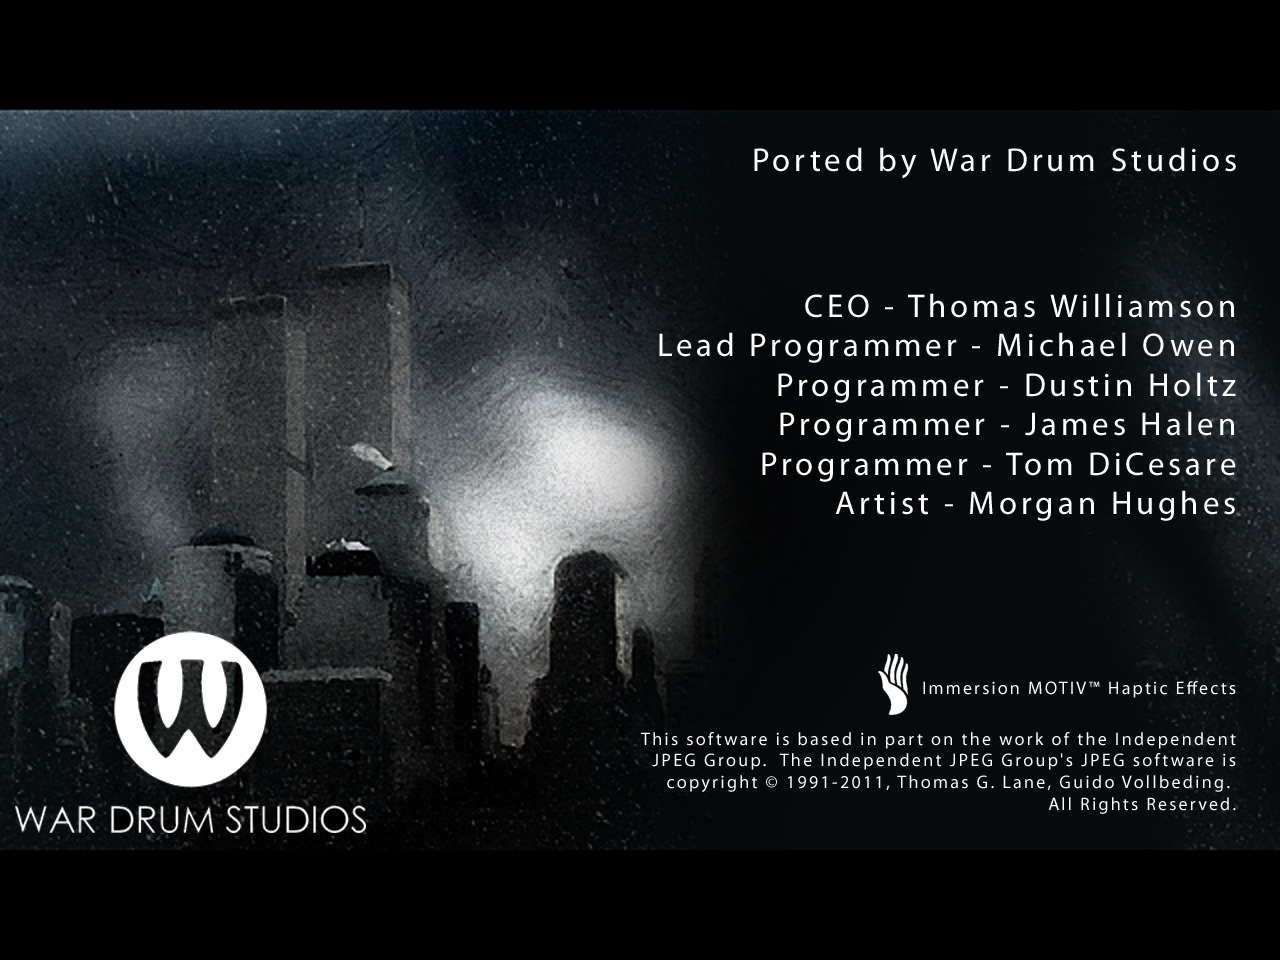 Ported by War Drum Studios
CEO - Thomas Williamson
Lead Programmer - Michael Owen
Programmer - Dustin Holtz
Programmer - James Halen
Programmer - Tom DiCesare
Artist - Morgan Hughes
Immersion MOTIV™ Haptic Effects
This software is based in part on the work of the Independent
JPEG Group.  The Independent JPEG Group's JPEG software is
copyright © 1991-2011, Thomas G. Lane, Guido Vollbeding.
All Rights Reserved.
W
WAR DRUM STUDIOS